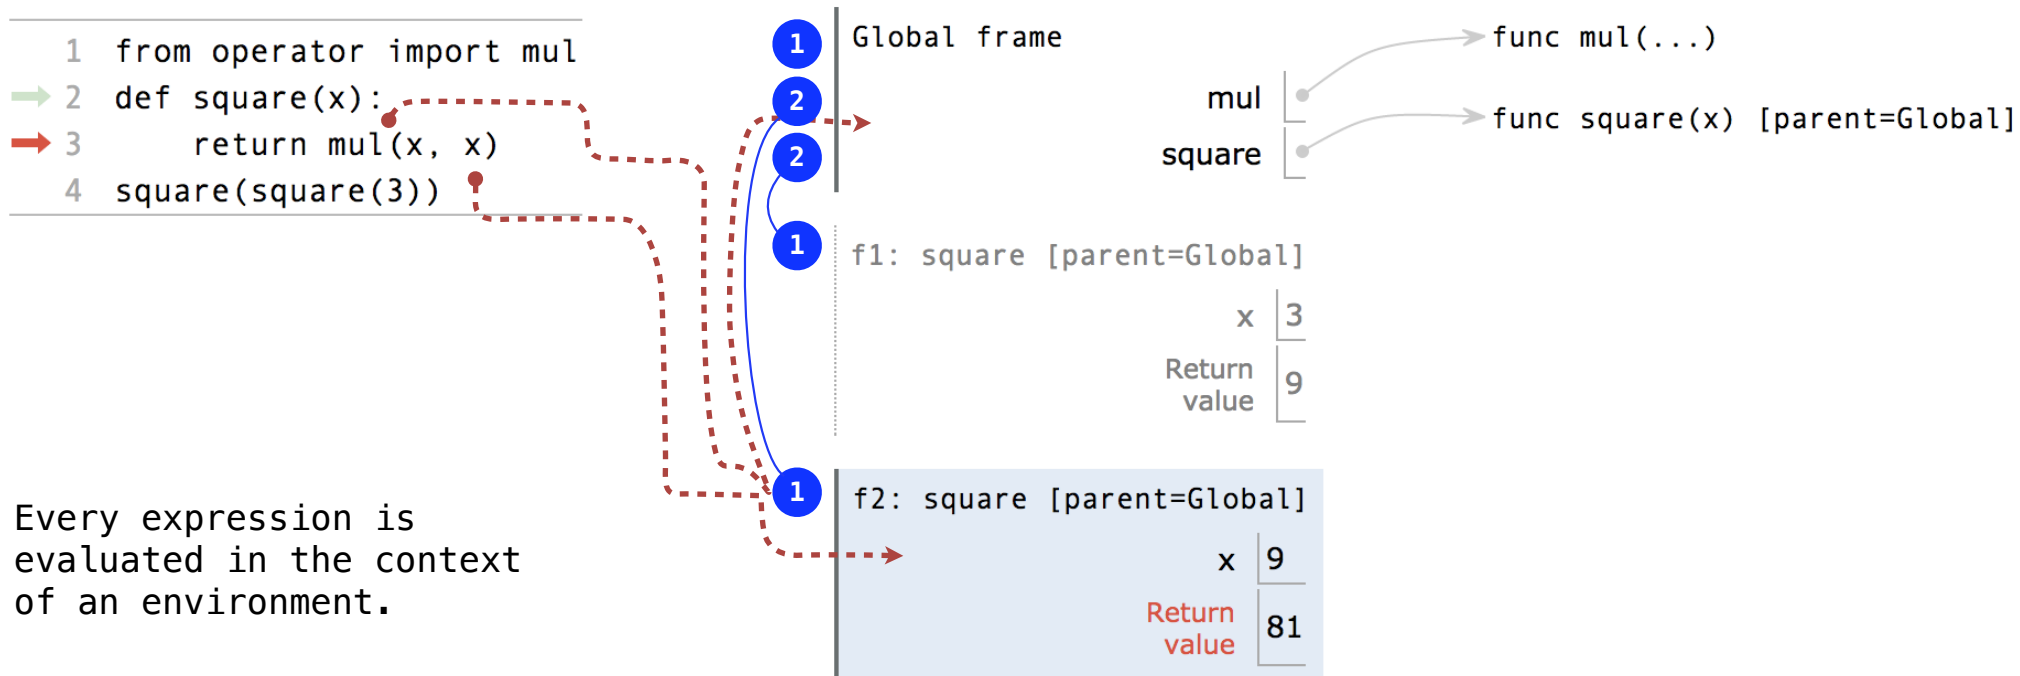 1 from operator import mul
2 def square(x):
3 return mul(x, x)
4 square(square(3))
Every expression is
evaluated in the context
of an environment.
1 Global frame
2
mul
2
square
func mul(...)
func square(x) [parent=Global]
1 f1: square [parent=Global]
x 3
Return
value 9
1 f2: square [parent=Global]
x 9
Return
value 81